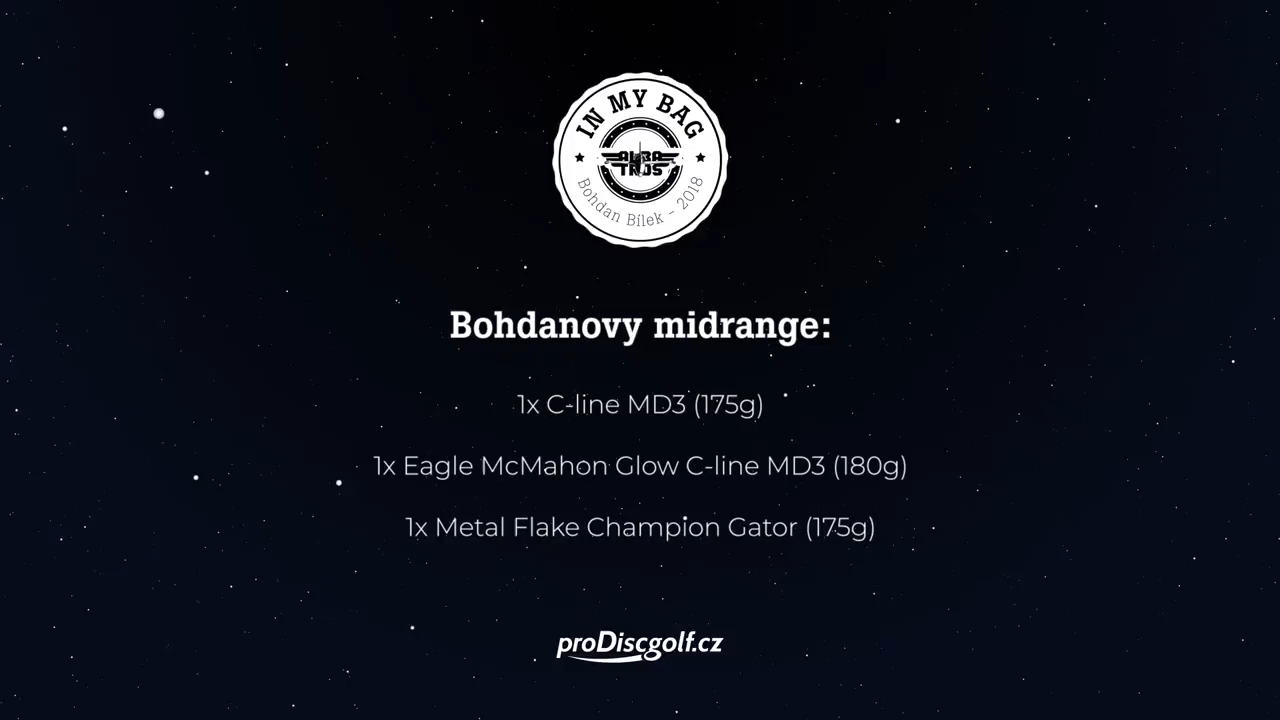 IN MY BAG
ALBA
TROS
Bohdan Bílek - 2018
Bohdanovy midrange:
1x C-line MD3 (175g)
1x Eagle McMahon Glow C-line MD3 (180g)
1x Metal Flake Champion Gator (175g)
proDiscgolf.cz